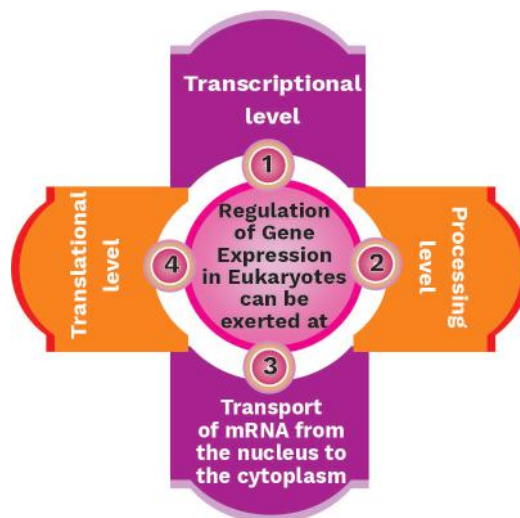 Transcriptional
level
1
Regulation
of Gene
Expression
in Eukaryotes
can be
exerted at
2
Processing
level
3
Transport
of mRNA from
the nucleus to
the cytoplasm
4
Translational
level